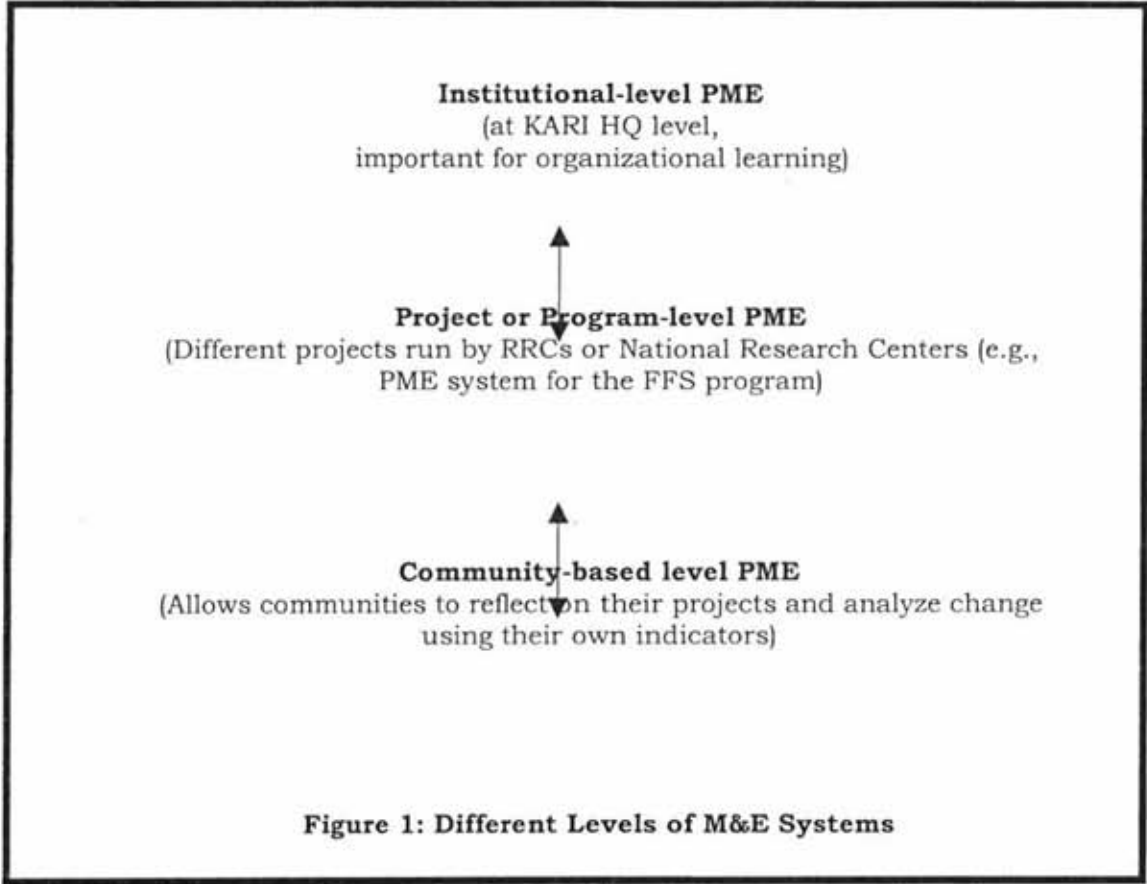 Institutional-level PME
(at KARI HQ level,
important for organizational learning)
Project or Program-level PME
(Different projects run by RRCs or National Research Centers (e.g.,
PME system for the FFS program)
Community-based level PME
(Allows communities to reflect on their projects and analyze change
using their own indicators)
Figure 1: Different Levels of M&E Systems